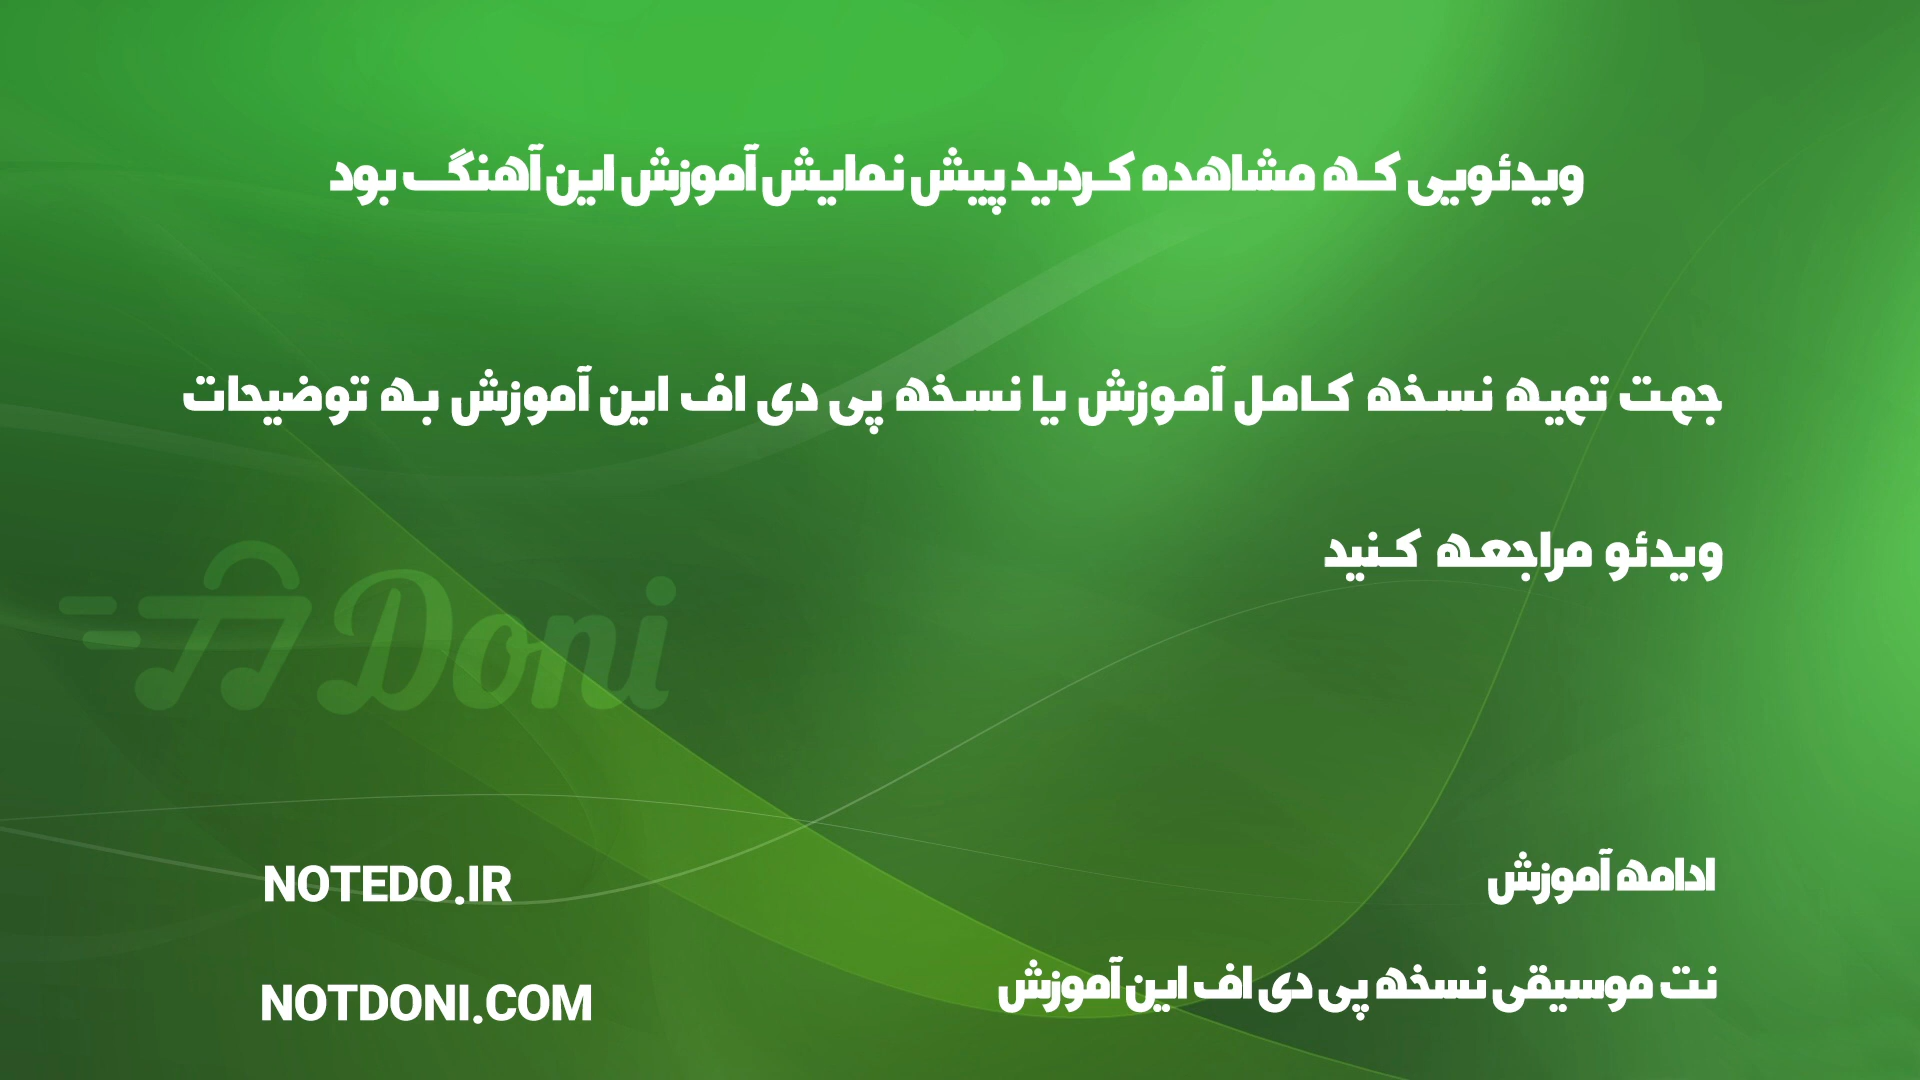 ویدئویی که مشاهده کردید پیش نمایش آموزش این آهنگ بود
جهت تهیه نسخه کامل آموزش یا نسخه پی دی اف این آموزش به توضیحات
ویدئو مراجعه کنید
Doni
ادامه آموزش
NOTEDO.IR
نت موسیقی نسخه پی دی اف این آموزش
NOTDONI.COM